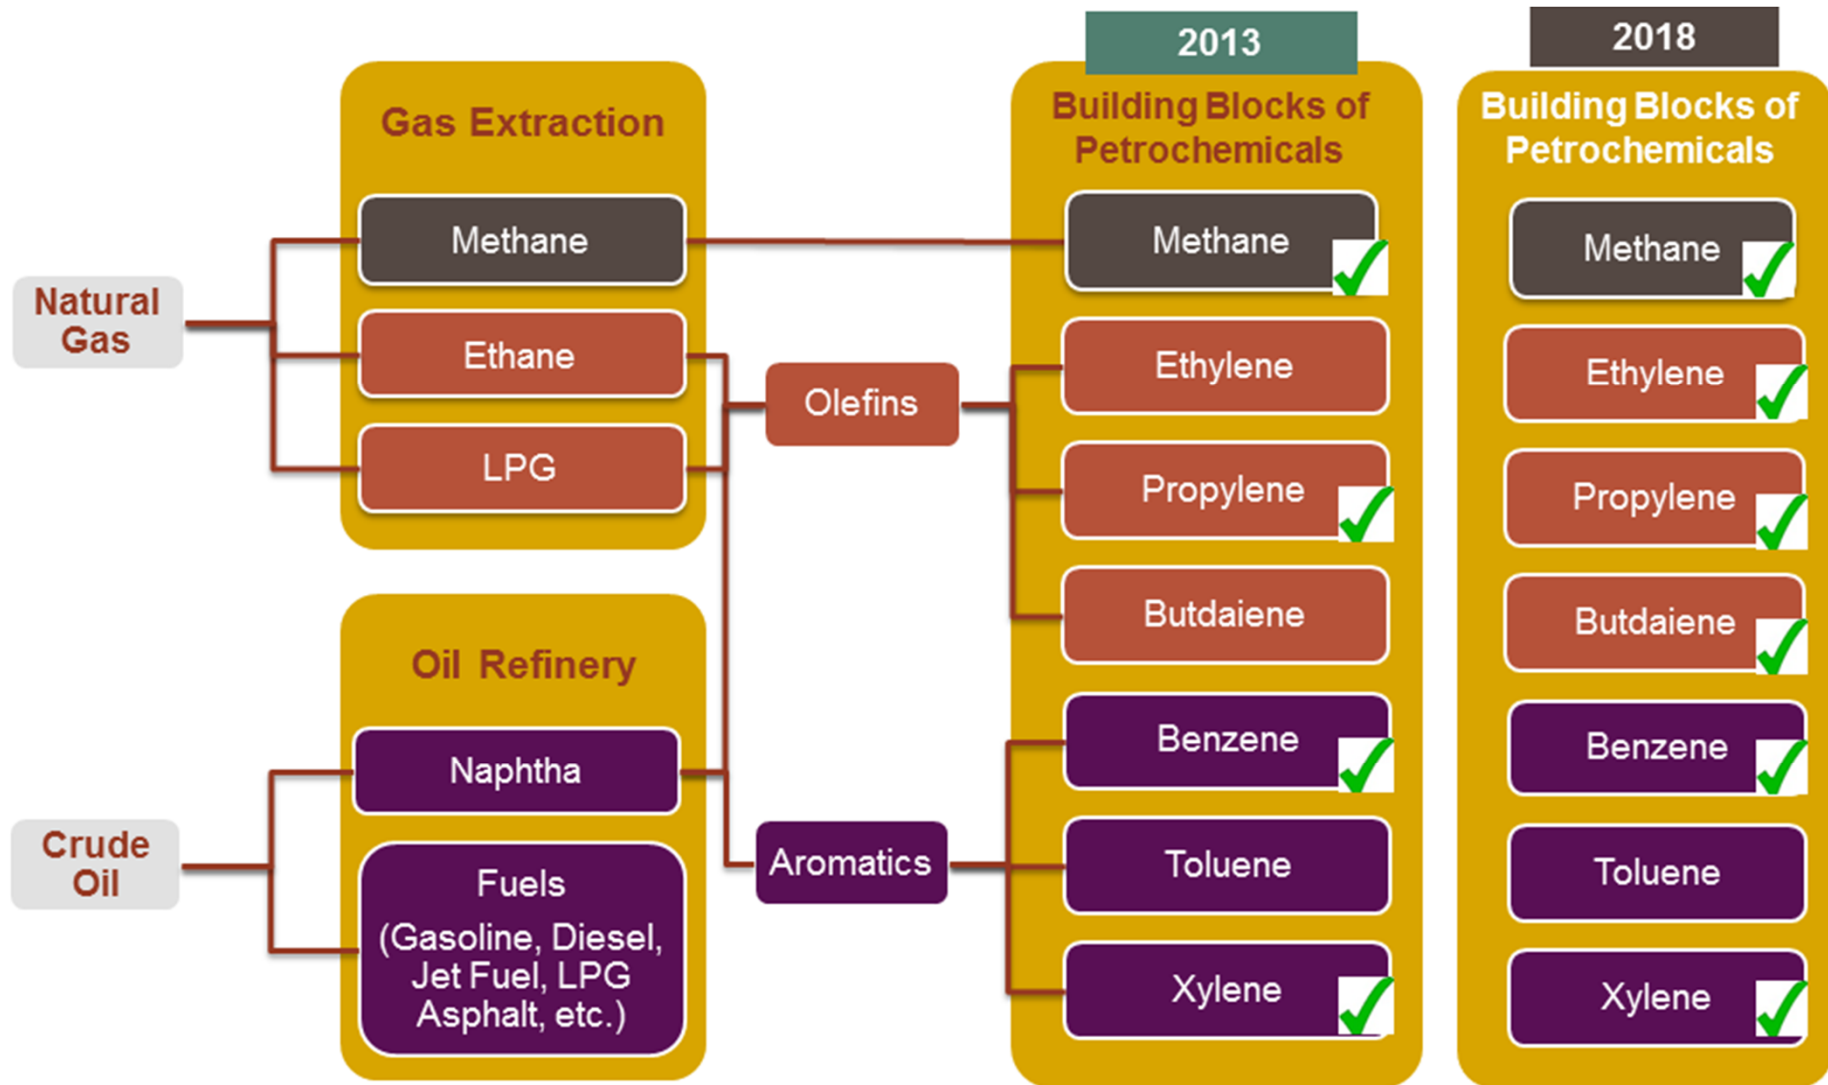 2013
2018
Gas Extraction
Building Blocks of
Petrochemicals
Building Blocks of
Petrochemicals
Methane
Methane
Methane
Natural
Gas
Ethane
Ethylene
Ethylene
Olefins
LPG
Propylene
Propylene
Butdaiene
Butdaiene
Oil Refinery
Benzene
Benzene
Naphtha
Crude
Oil
Aromatics
Toluene
Toluene
Fuels
(Gasoline, Diesel,
Jet Fuel, LPG
Asphalt, etc.)
Xylene
Xylene